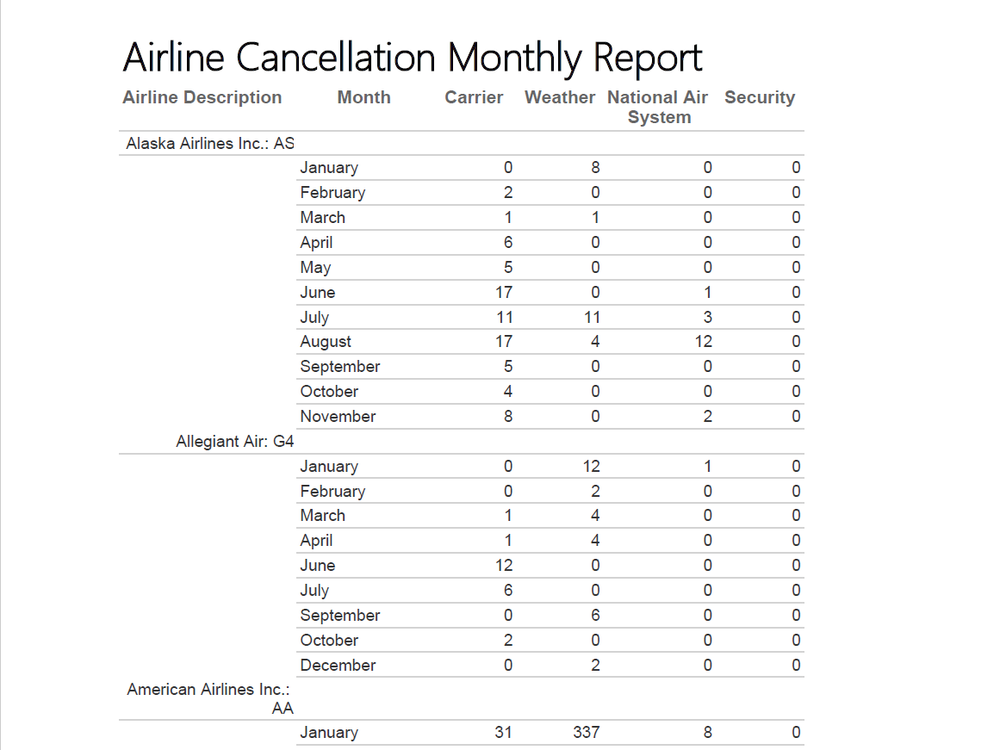 Airline Cancellation Monthly Report
Airline Description Month Carrier Weather National Air System Security
Alaska Airlines Inc.: AS
January 0 8 0 0
February 2 0 0 0
March 1 1 0 0
April 6 0 0 0
May 5 0 0 0
June 17 0 1 0
July 11 11 3 0
August 17 4 12 0
September 5 0 0 0
October 4 0 0 0
November 8 0 2 0
Allegiant Air: G4
January 0 12 1 0
February 0 2 0 0
March 1 4 0 0
April 1 4 0 0
June 12 0 0 0
July 6 0 0 0
September 0 6 0 0
October 2 0 0 0
December 0 2 0 0
American Airlines Inc.:
AA
January 31 337 8 0